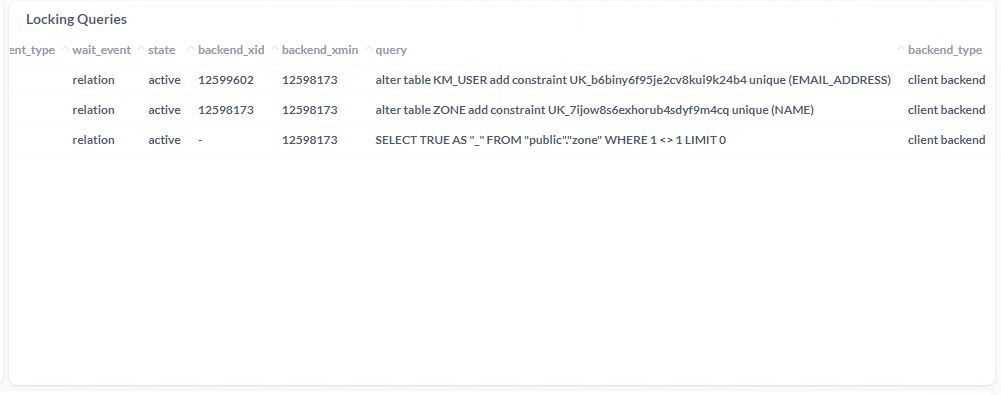 Locking Queries
ent_type wait_event state backend_xid backend_xmin query backend_type
relation active 12599602 12598173 alter table KM_USER add constraint UK_b6biny6f95je2cv8kui9k24b4 unique (EMAIL_ADDRESS) client backend
relation active 12598173 12598173 alter table ZONE add constraint UK_7ijow8s6exhorub4sdyf9m4cq unique (NAME) client backend
relation active - 12598173 SELECT TRUE AS "_" FROM "public"."zone" WHERE 1 <> 1 LIMIT 0 client backend